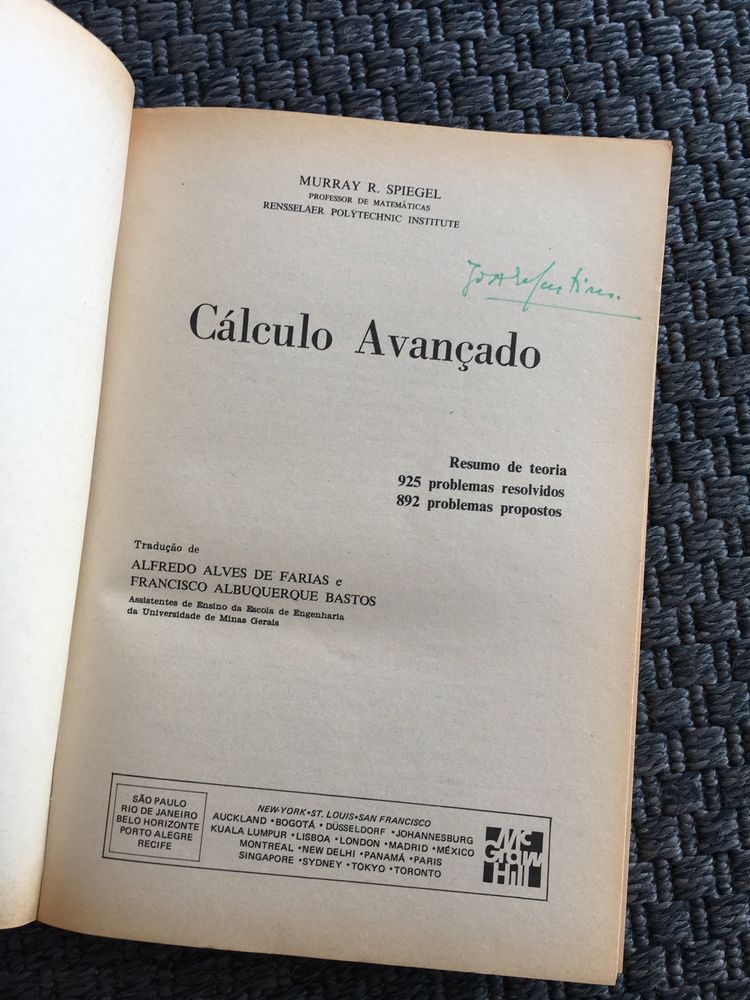 MURRAY R. SPIEGEL
PROFESSOR DE MATEMÁTICAS
RENSSELAER POLYTECHNIC INSTITUTE
Cálculo Avançado
Resumo de teoria
925 problemas resolvidos
892 problemas propostos
Tradução de
ALFREDO ALVES DE FARIAS e
FRANCISCO ALBUQUERQUE BASTOS
Assistentes de Ensino da Escola de Engenharia
da Universidade de Minas Gerais
SÃO PAULO
RIO DE JANEIRO
BELO HORIZONTE
PORTO ALEGRE
RECIFE
NEW-YORK•ST. LOUIS•SAN FRANCISCO
AUCKLAND•BOGOTÁ•DÜSSELDORF•JOHANNESBURG
KUALA LUMPUR•LISBOA•LONDON•MADRID•MÉXICO
MONTREAL•NEW DELHI•PANAMÁ•PARIS
SINGAPORE•SYDNEY•TOKYO•TORONTO
Mc
Graw
Hill